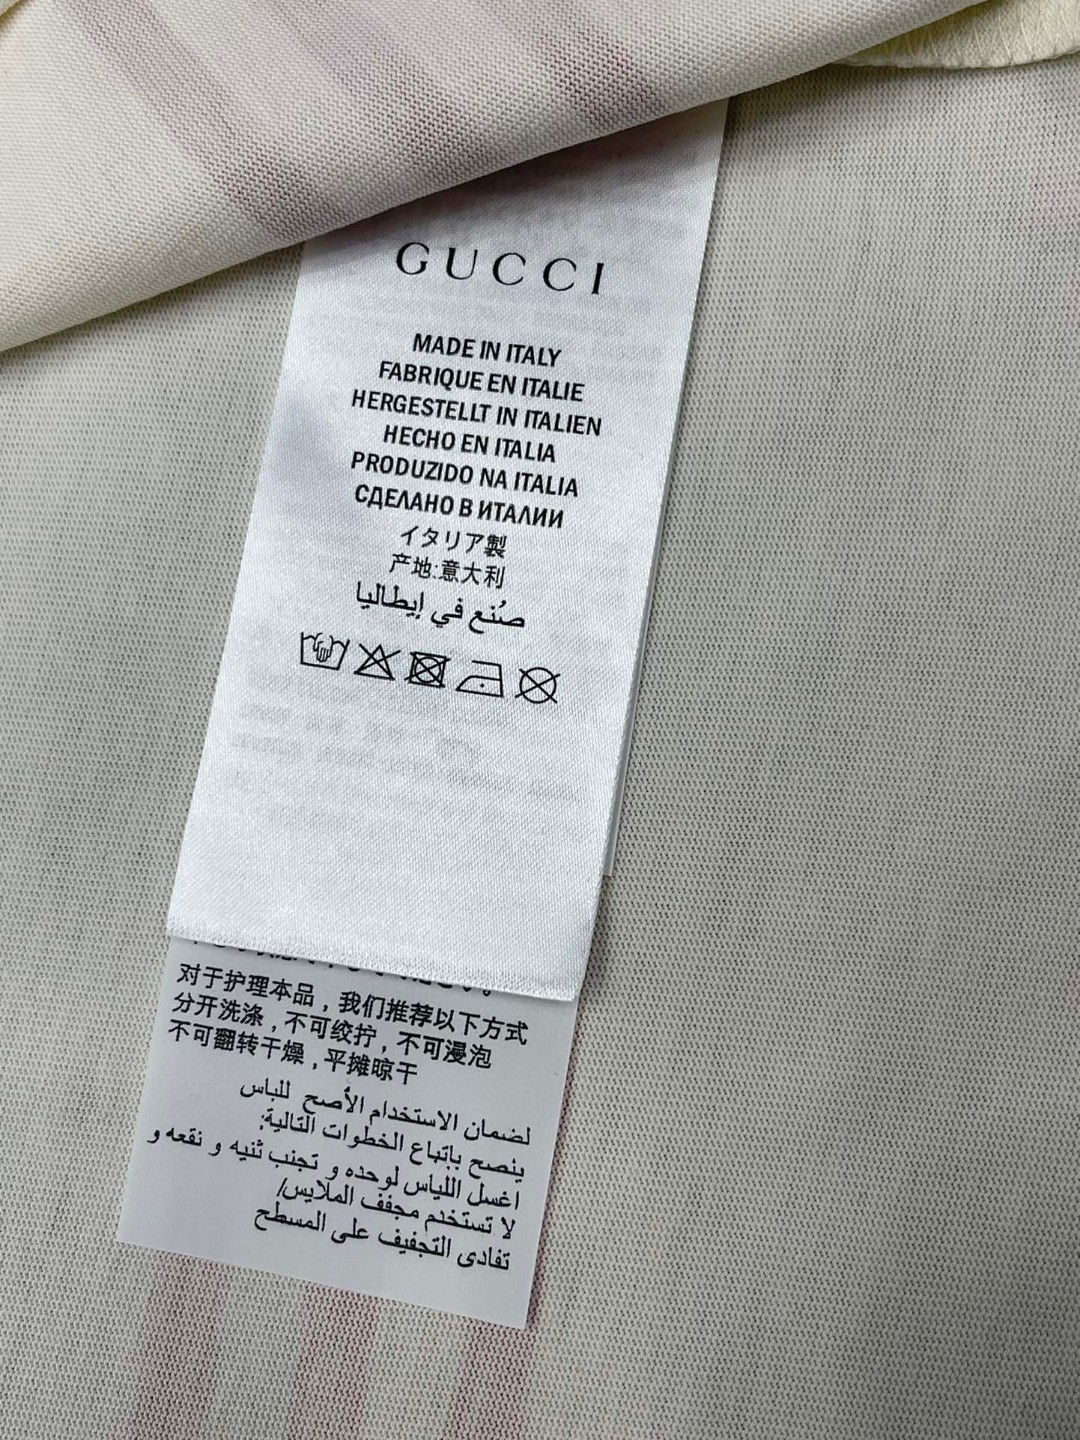 GUCCI
MADE IN ITALY
FABRIQUE EN ITALIE
HERGESTELLT IN ITALIEN
HECHO EN ITALIA
PRODUZIDO NA ITALIA
СДЕЛАНО В ИТАЛИИ
イタリア製
产地:意大利
صُنع في إيطاليا
对于护理本品，我们推荐以下方式
分开洗涤，不可绞拧，不可浸泡
不可翻转干燥，平摊晾干
لضمان الاستخدام الأصح للباس
ينصح باتباع الخطوات التالية:
اغسل اللباس لوحده و تجنب ثنيه و نقعه و
لا تستخدم مجفف الملايس/
تفادى التجفيف على المسطح